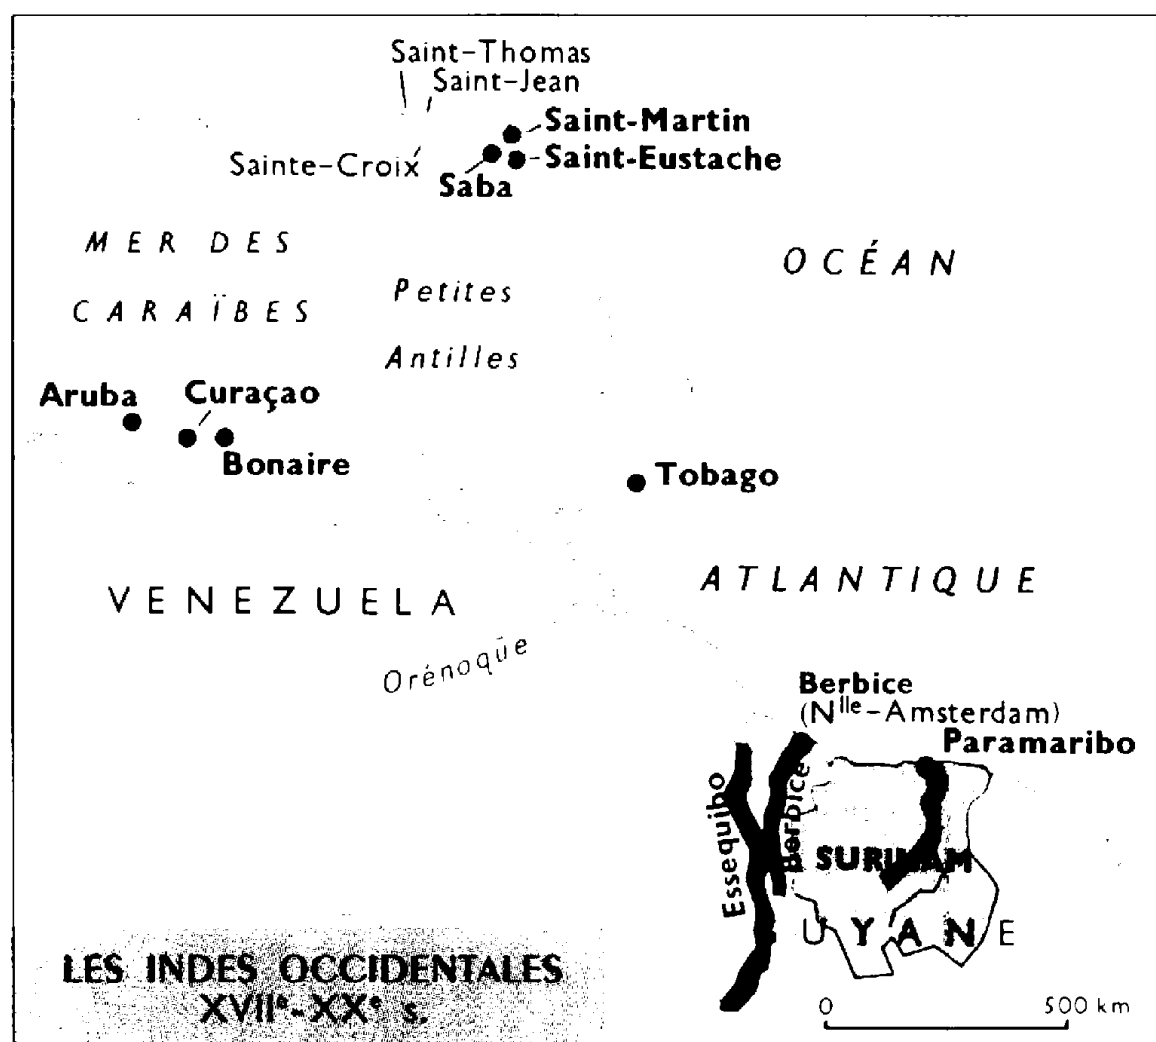 Saint-Thomas
Saint-Jean
Saint-Martin
Sainte-Croix
Saint-Eustache
Saba
MER DES
CARAÏBES
OCÉAN
Petites
Antilles
Aruba
Curaçao
Bonaire
Tobago
VENEZUELA
ATLANTIQUE
Orénoque
Berbice
(Nlle-Amsterdam)
Paramaribo
Essequibo
Berbice
SURINAM
UYANE
LES INDES OCCIDENTALES
XVIIe-XXe s.
0 500 km